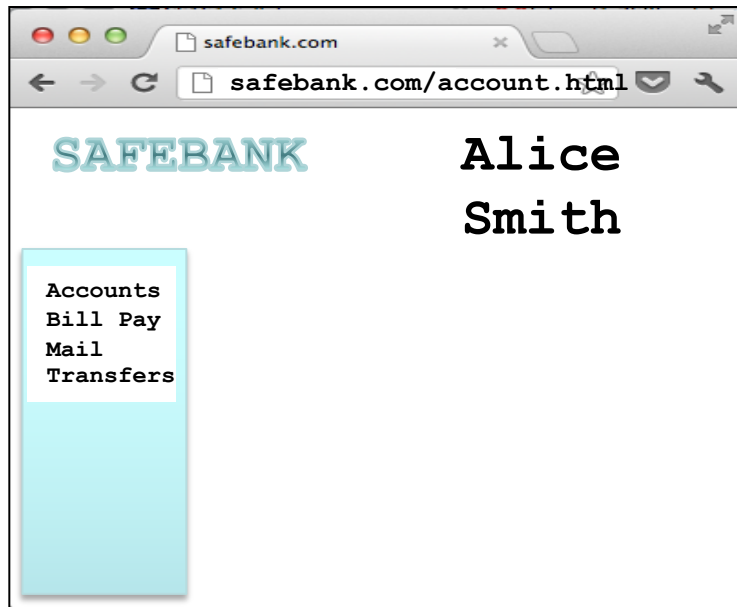 safebank.com
safebank.com/account.html
SAFEBANK
Alice
Smith
Accounts
Bill Pay
Mail
Transfers